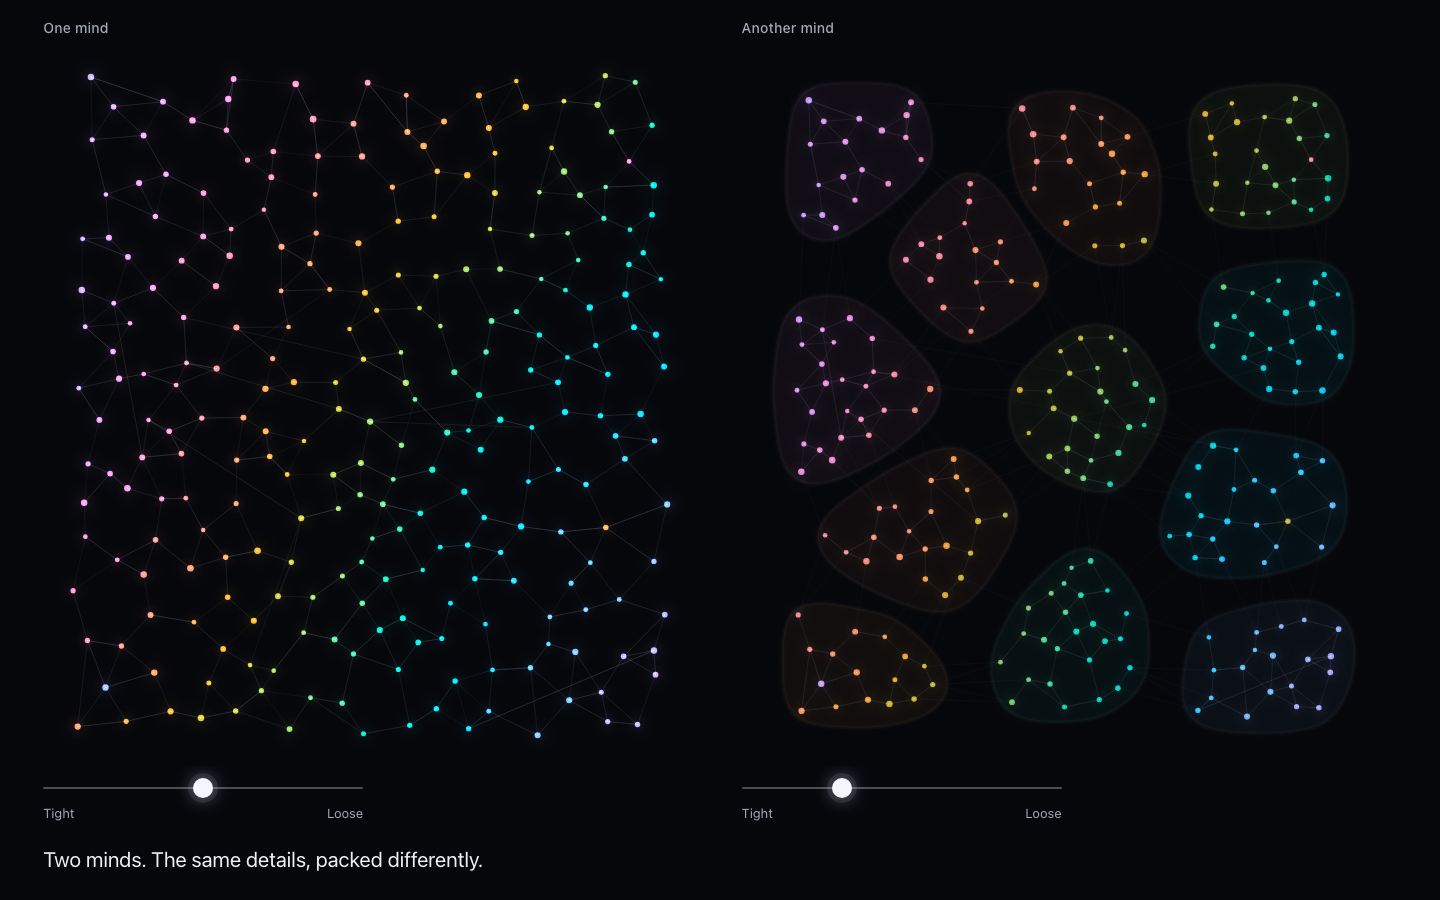 One mind
Another mind
Tight
Loose
Tight
Loose
Two minds. The same details, packed differently.